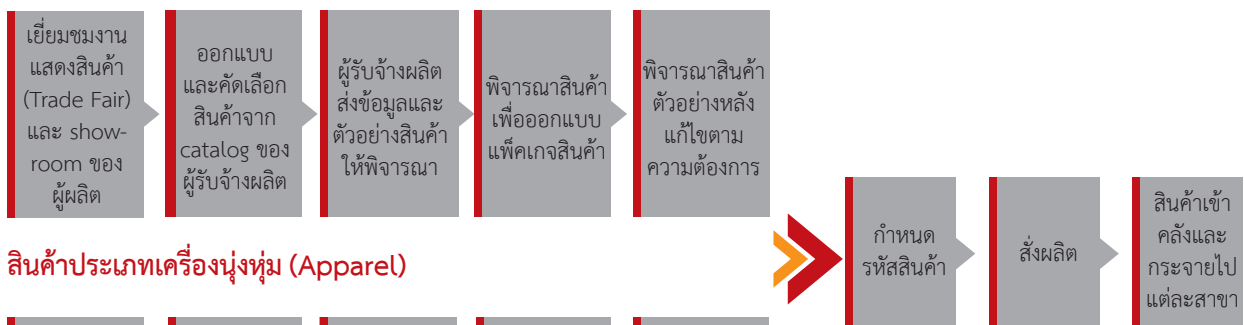 เยี่ยมชมงาน
แสดงสินค้า
(Trade Fair)
และ show-
room ของ
ผู้ผลิต
ออกแบบ
และคัดเลือก
สินค้าจาก
catalog ของ
ผู้รับจ้างผลิต
ผู้รับจ้างผลิต
ส่งข้อมูลและ
ตัวอย่างสินค้า
ให้พิจารณา
พิจารณาสินค้า
เพื่อออกแบบ
แพ็คเกจสินค้า
พิจารณาสินค้า
ตัวอย่างหลัง
แก้ไขตาม
ความต้องการ
สินค้าประเภทเครื่องนุ่งหุ่ม (Apparel)
กำหนด
รหัสสินค้า
สั่งผลิต
สินค้าเข้า
คลังและ
กระจายไป
แต่ละสาขา